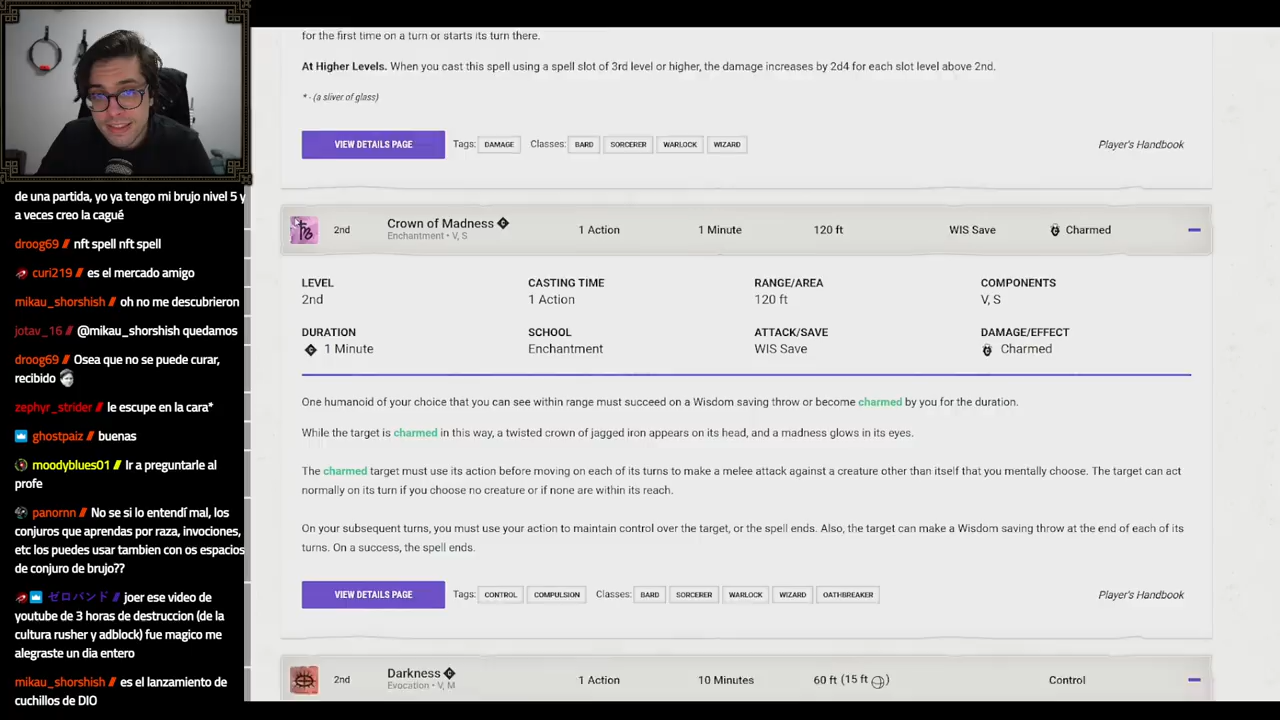 de una partida, yo ya tengo mi brujo nivel 5 y
a veces creo la cagué
droog69 // nft spell nft spell
curi219 // es el mercado amigo
mikau_shorshish // oh no me descubrieron
jotav_16 // @mikau_shorshish quedamos
droog69 // Osea que no se puede curar,
recibido
zephyr_strider // le escupe en la cara*
ghostpaiz // buenas
moodyblues01 // Ir a preguntarle al
profe
panornn // No se si lo entendí mal, los
conjuros que aprendas por raza, invociones,
etc los puedes usar tambien con os espacios
de conjuro de brujo??
ゼロバンド // joer ese video de
youtube de 3 horas de destruccion (de la
cultura rusher y adblock) fue magico me
alegraste un dia entero
mikau_shorshish // es el lanzamiento de
cuchillos de DIO
for the first time on a turn or starts its turn there.
At Higher Levels. When you cast this spell using a spell slot of 3rd level or higher, the damage increases by 2d4 for each slot level above 2nd.
* - (a sliver of glass)
VIEW DETAILS PAGE Tags: DAMAGE Classes: BARD SORCERER WARLOCK WIZARD Player's Handbook
2nd Crown of Madness 1 Action 1 Minute 120 ft WIS Save Charmed
Enchantment • V, S
LEVEL CASTING TIME RANGE/AREA COMPONENTS
2nd 1 Action 120 ft V, S
DURATION SCHOOL ATTACK/SAVE DAMAGE/EFFECT
1 Minute Enchantment WIS Save Charmed
One humanoid of your choice that you can see within range must succeed on a Wisdom saving throw or become charmed by you for the duration.
While the target is charmed in this way, a twisted crown of jagged iron appears on its head, and a madness glows in its eyes.
The charmed target must use its action before moving on each of its turns to make a melee attack against a creature other than itself that you mentally choose. The target can act
normally on its turn if you choose no creature or if none are within its reach.
On your subsequent turns, you must use your action to maintain control over the target, or the spell ends. Also, the target can make a Wisdom saving throw at the end of each of its
turns. On a success, the spell ends.
VIEW DETAILS PAGE Tags: CONTROL COMPULSION Classes: BARD SORCERER WARLOCK WIZARD OATHBREAKER Player's Handbook
2nd Darkness 1 Action 10 Minutes 60 ft (15 ft ) Control
Evocation • V, M